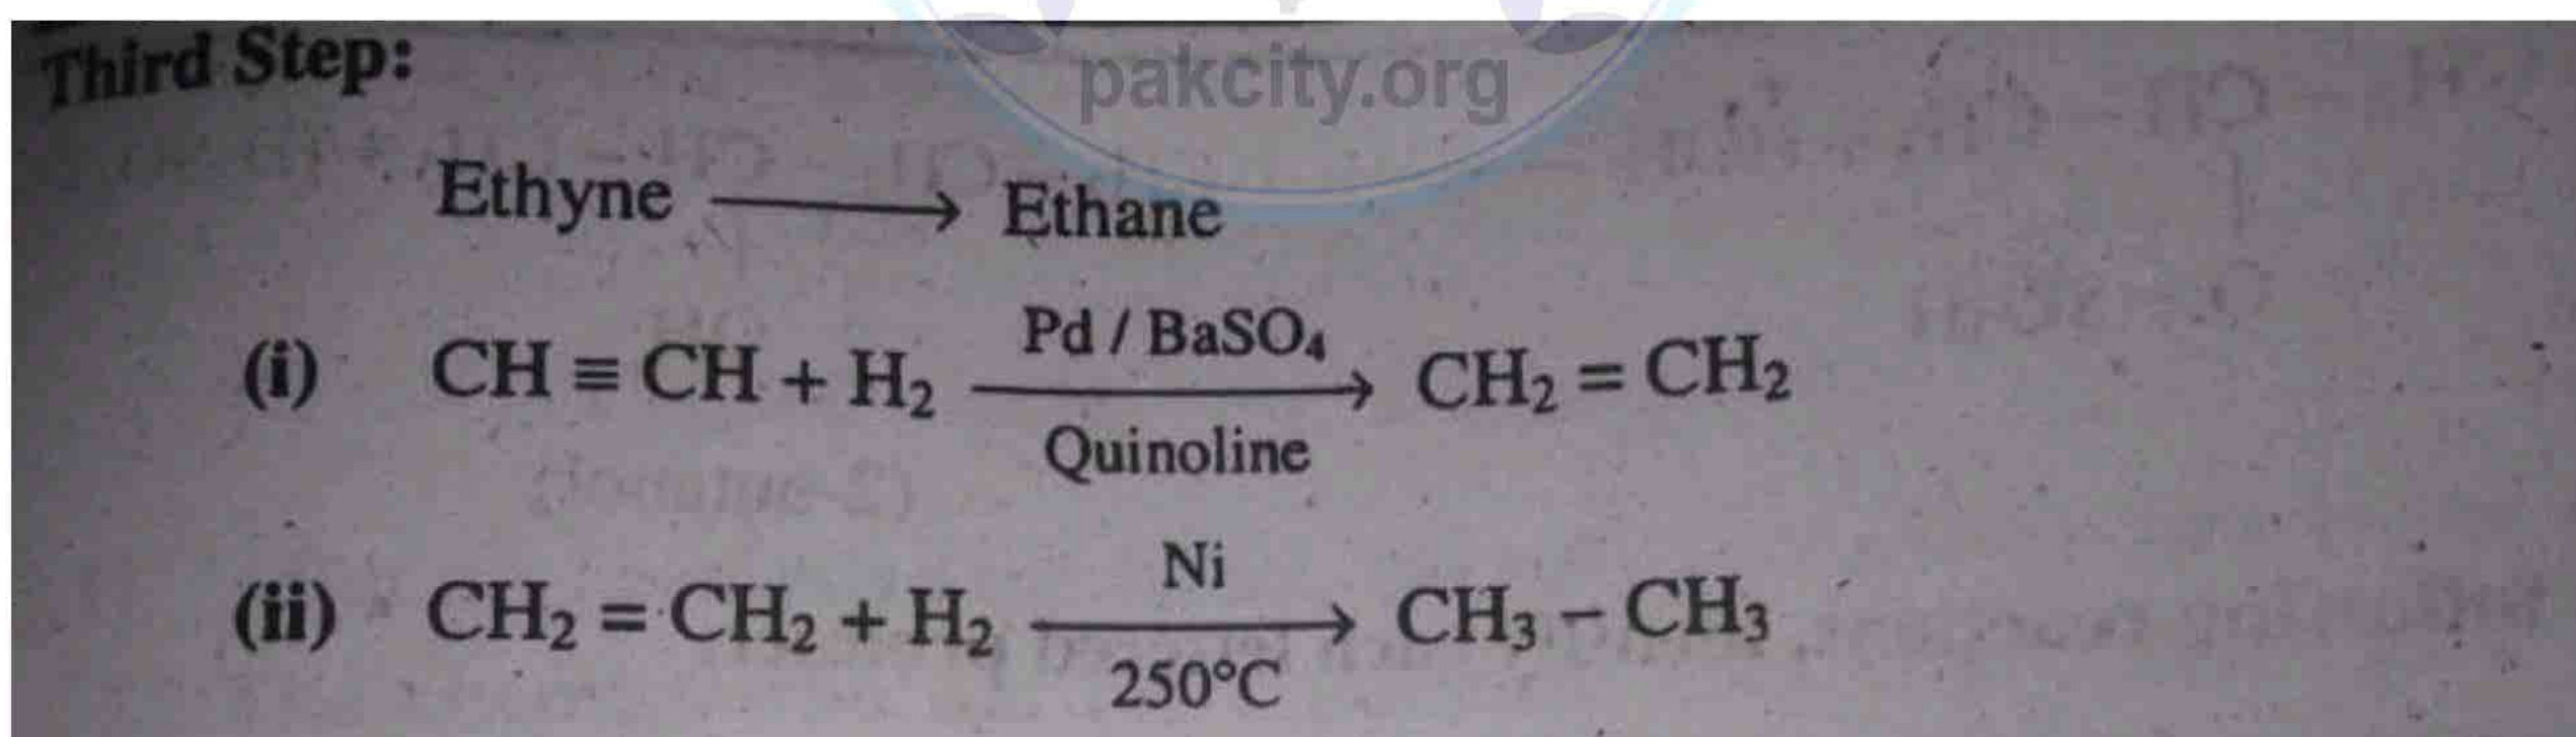 pakcity.org
Third Step:
Ethyne ⟶ Ethane
Pd / BaSO₄
(i) CH ≡ CH + H₂ ⟶ CH₂ = CH₂
Quinoline
Ni
(ii) CH₂ = CH₂ + H₂ ⟶ CH₃ – CH₃
250°C